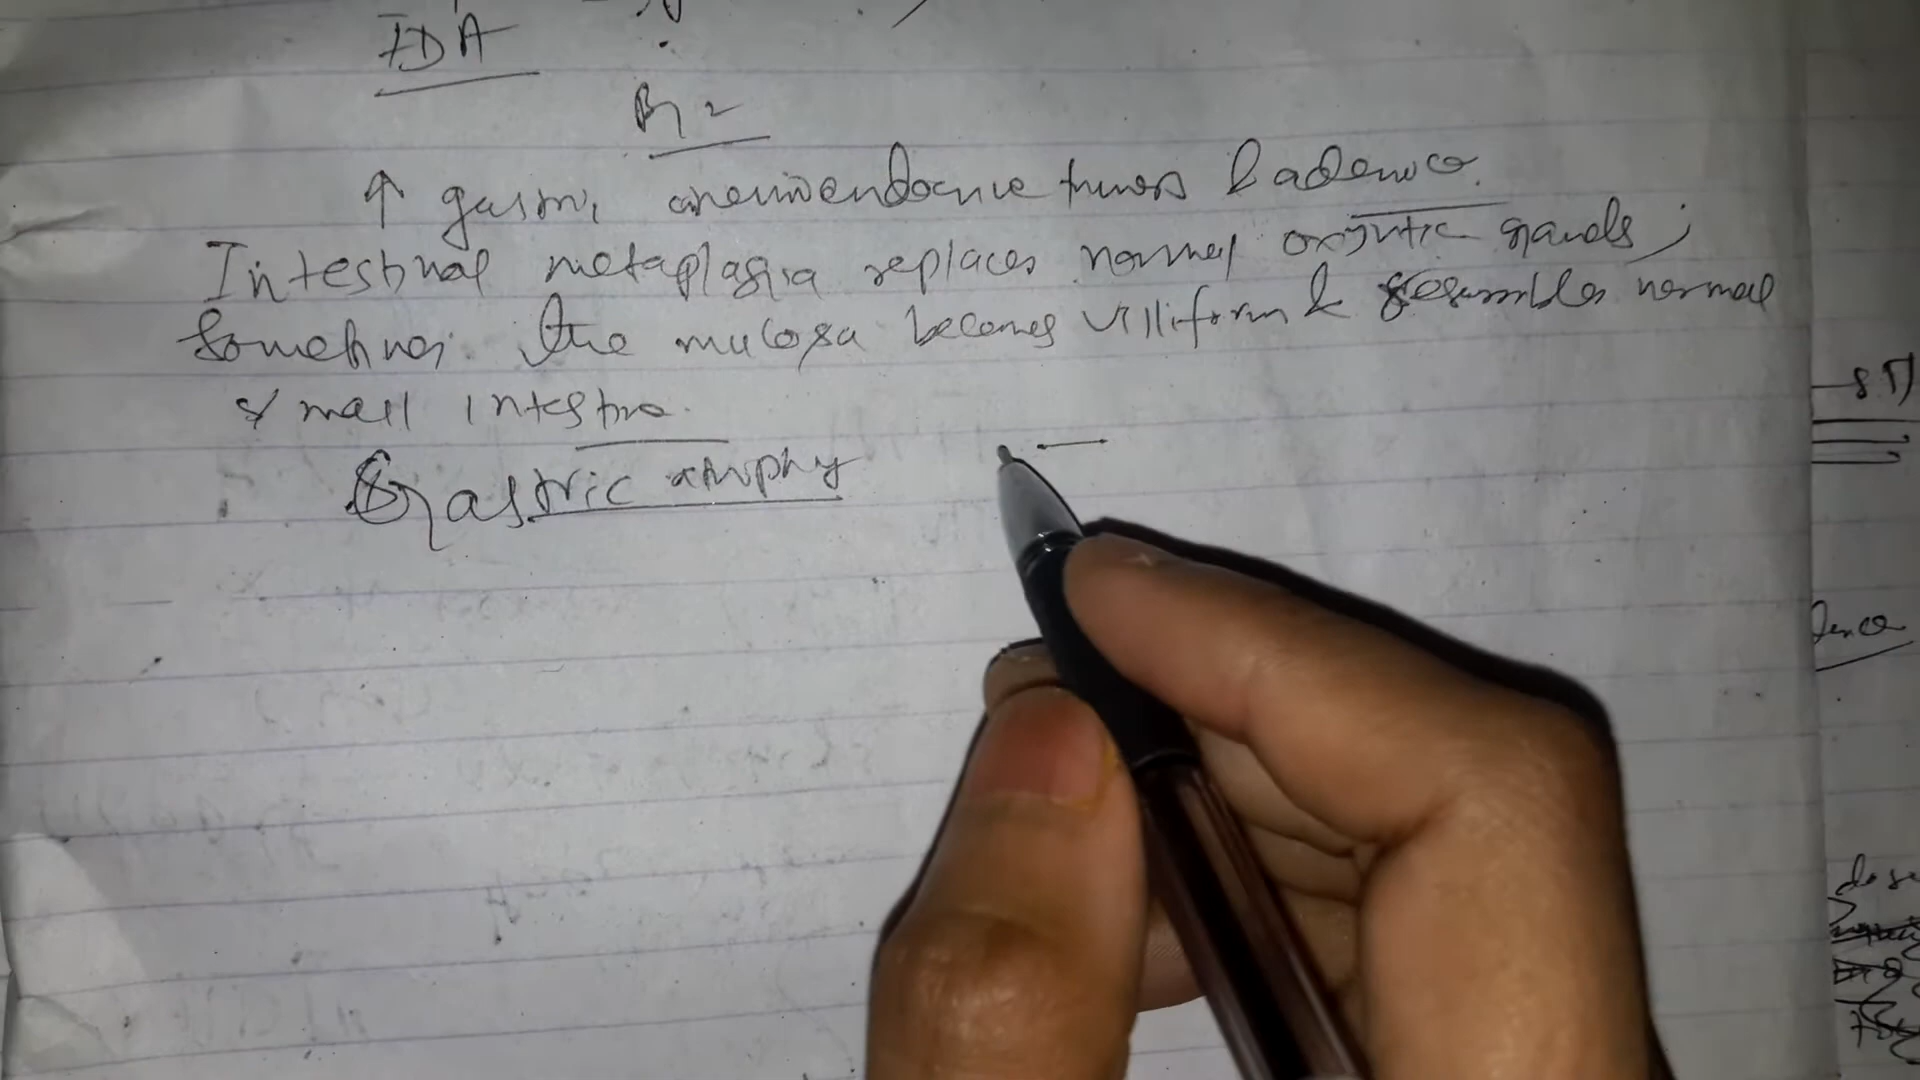 IDA
B12
↑ gastrin, neuroendocrine tumors & adenoca.
Intestinal metaplasia replaces normal oxyntic glands;
Sometimes the mucosa becomes villiform & resembles normal
small intestine.
Gastric atrophy